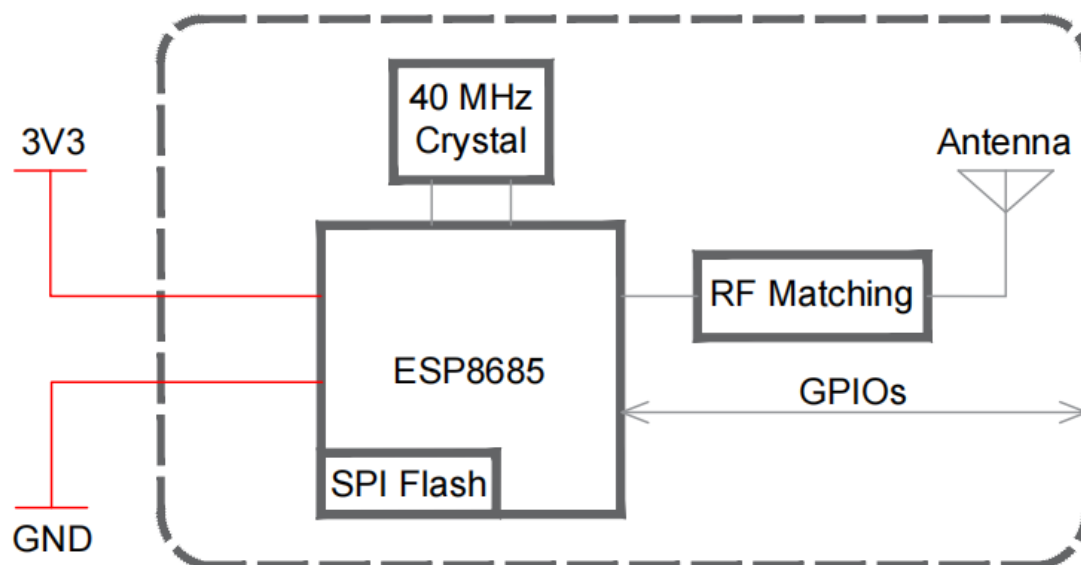 40 MHz
Crystal
3V3
Antenna
RF Matching
ESP8685
GPIOs
SPI Flash
GND